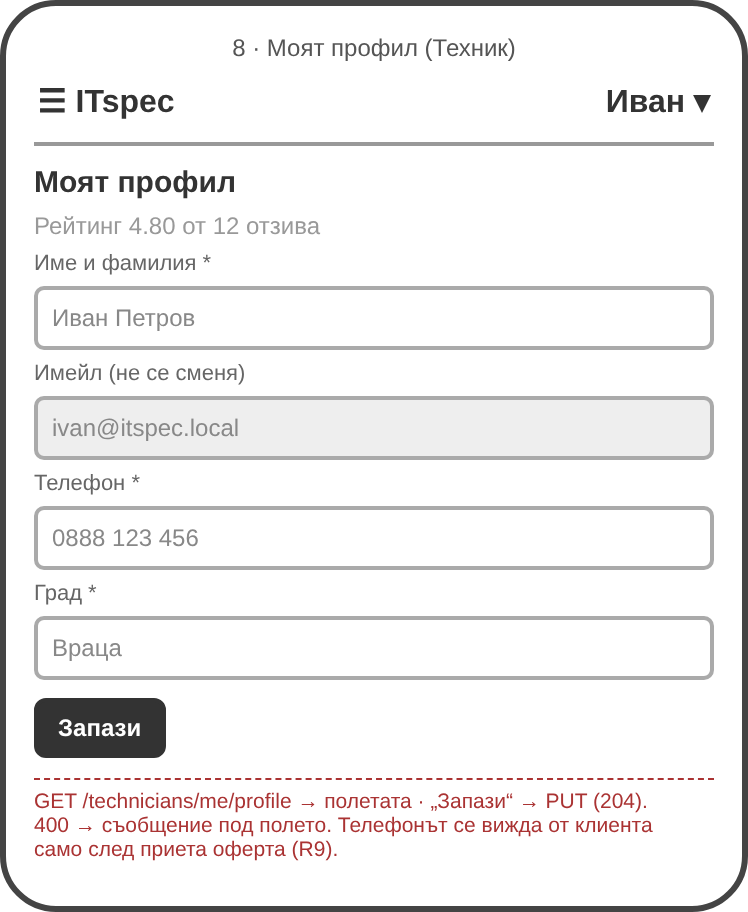 8 · Моят профил (Техник)
☰ ITspec
Иван ▼
Моят профил
Рейтинг 4.80 от 12 отзива
Име и фамилия *
Иван Петров
Имейл (не се сменя)
ivan@itspec.local
Телефон *
0888 123 456
Град *
Враца
Запази
GET /technicians/me/profile → полетата · „Запази“ → PUT (204).
400 → съобщение под полето. Телефонът се вижда от клиента
само след приета оферта (R9).